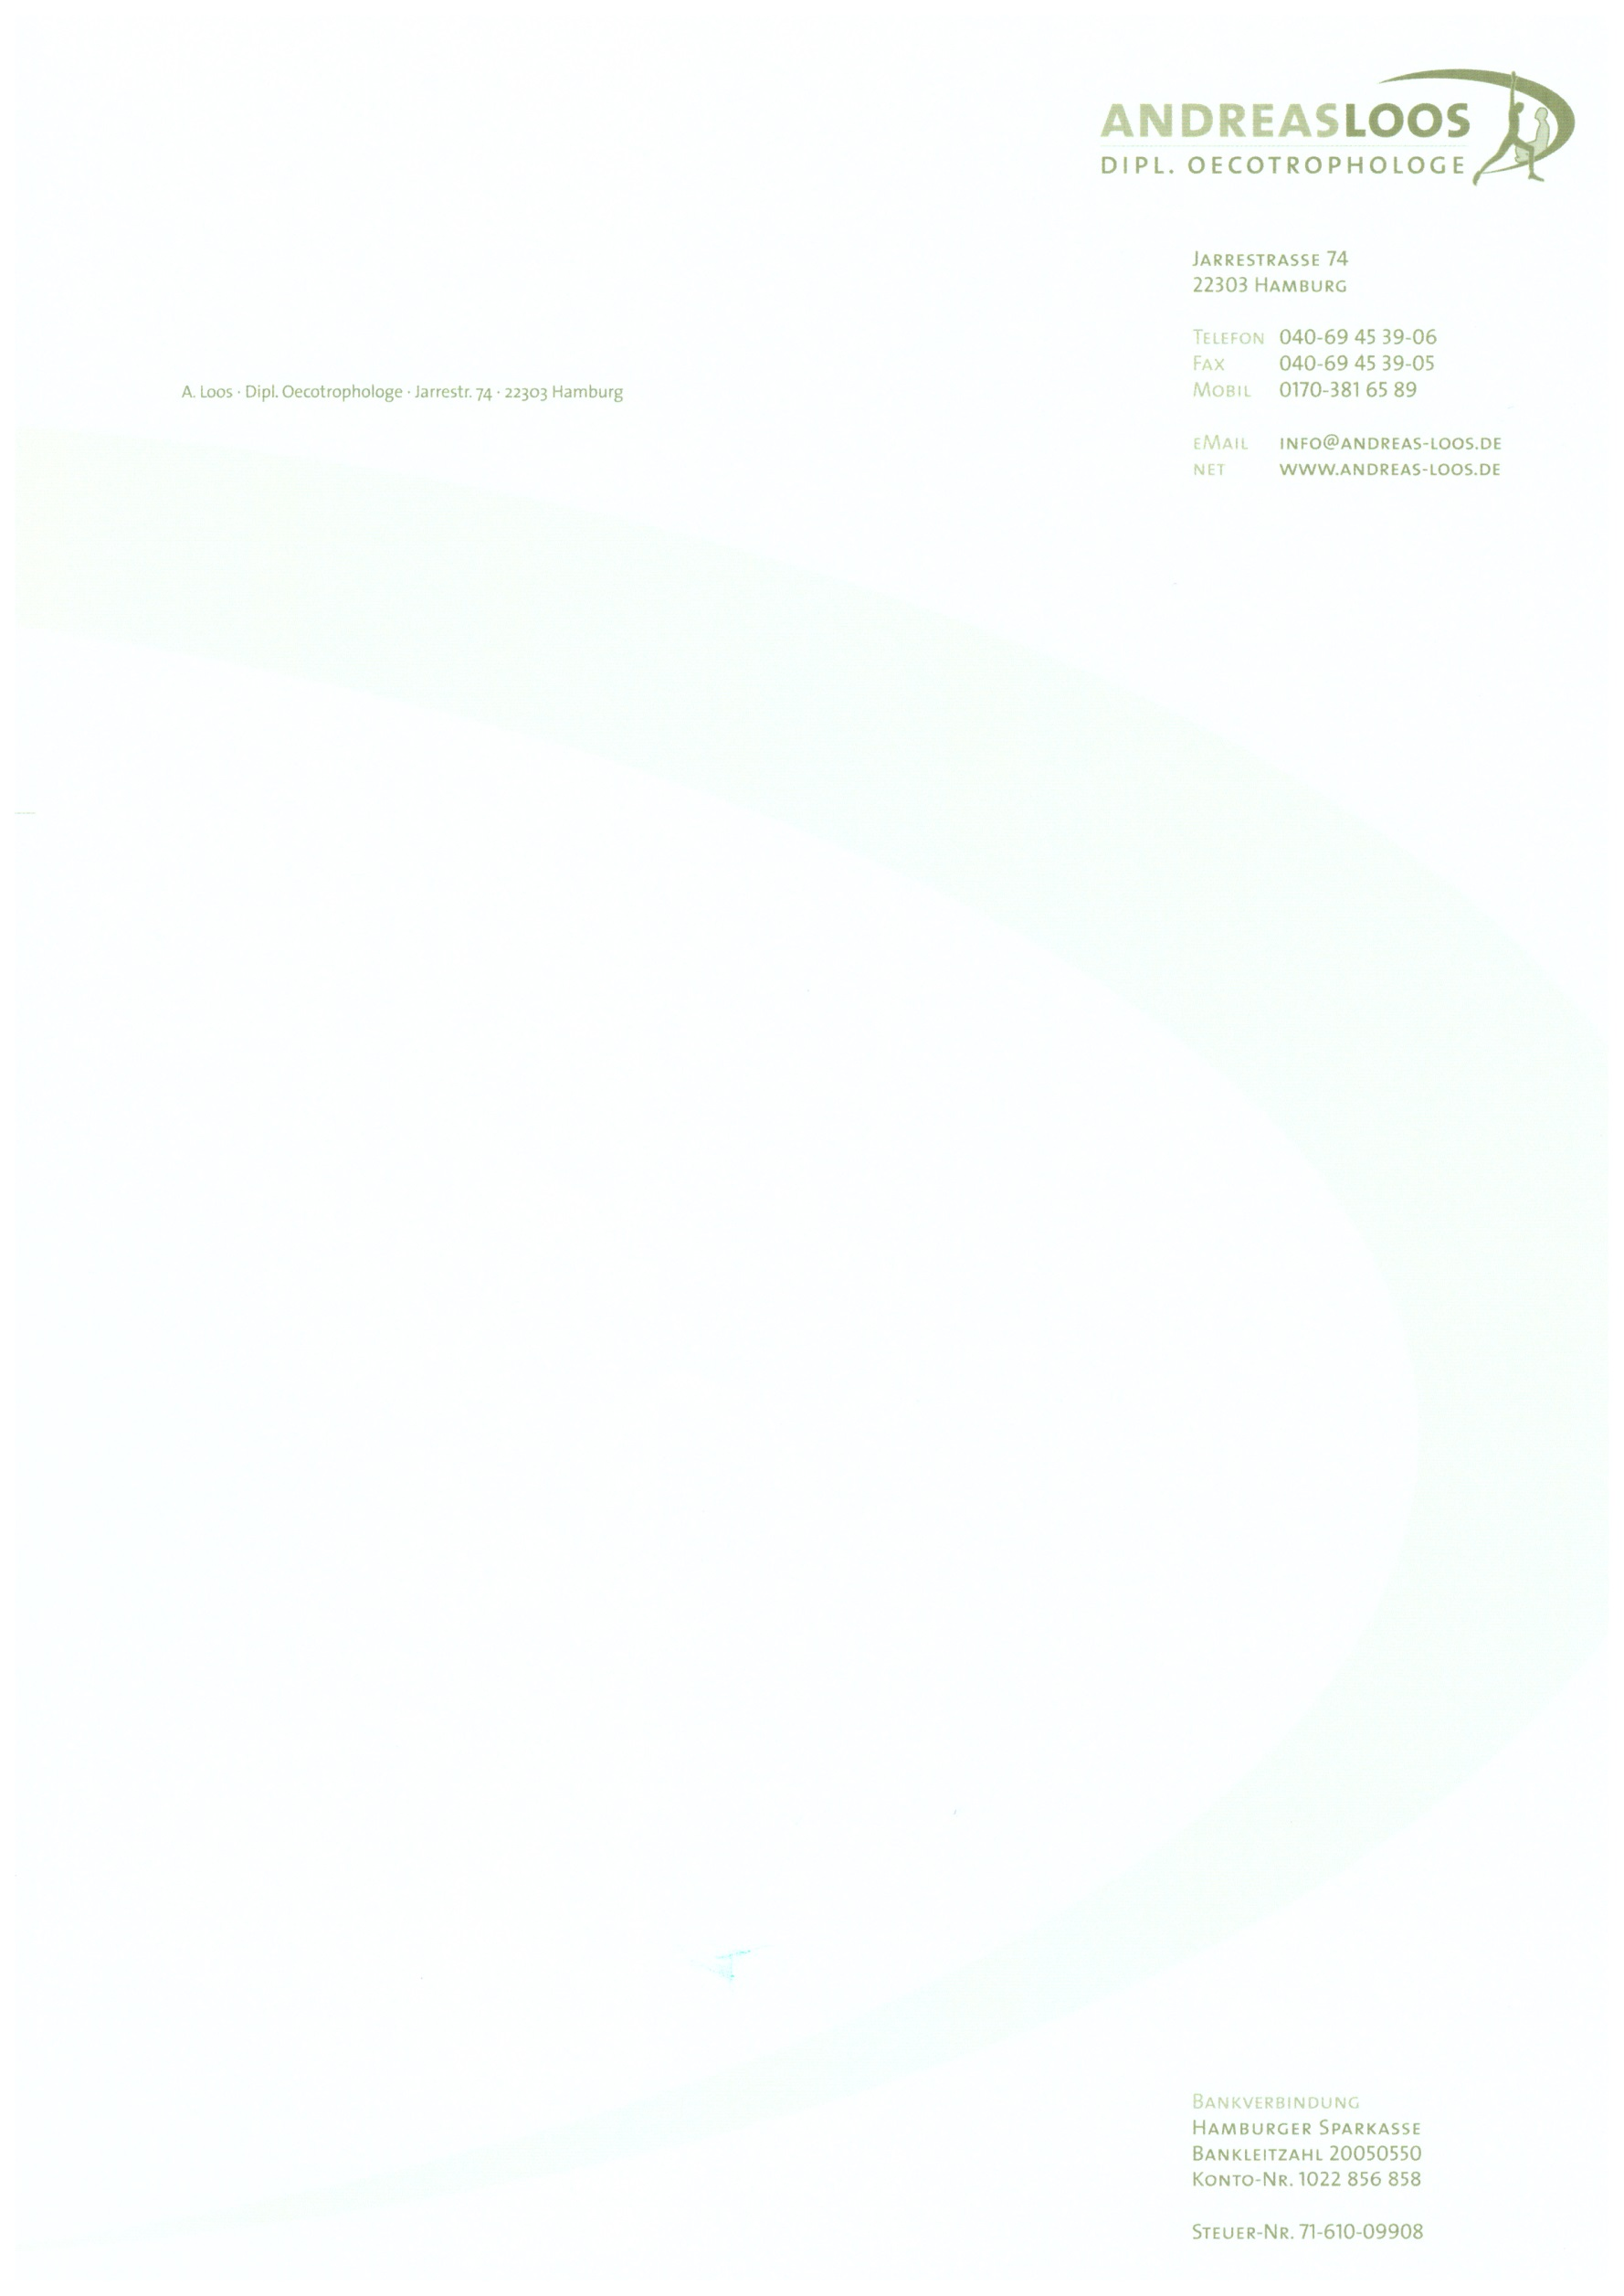 ANDREASLOOS
DIPL. OECOTROPHOLOGE
JARRESTRASSE 74
22303 HAMBURG
TELEFON 040-69 45 39-06
FAX 040-69 45 39-05
MOBIL 0170-381 65 89
A. Loos · Dipl. Oecotrophologe · Jarrestr. 74 · 22303 Hamburg
EMAIL INFO@ANDREAS-LOOS.DE
NET WWW.ANDREAS-LOOS.DE
BANKVERBINDUNG
HAMBURGER SPARKASSE
BANKLEITZAHL 20050550
KONTO-NR. 1022 856 858
STEUER-NR. 71-610-09908